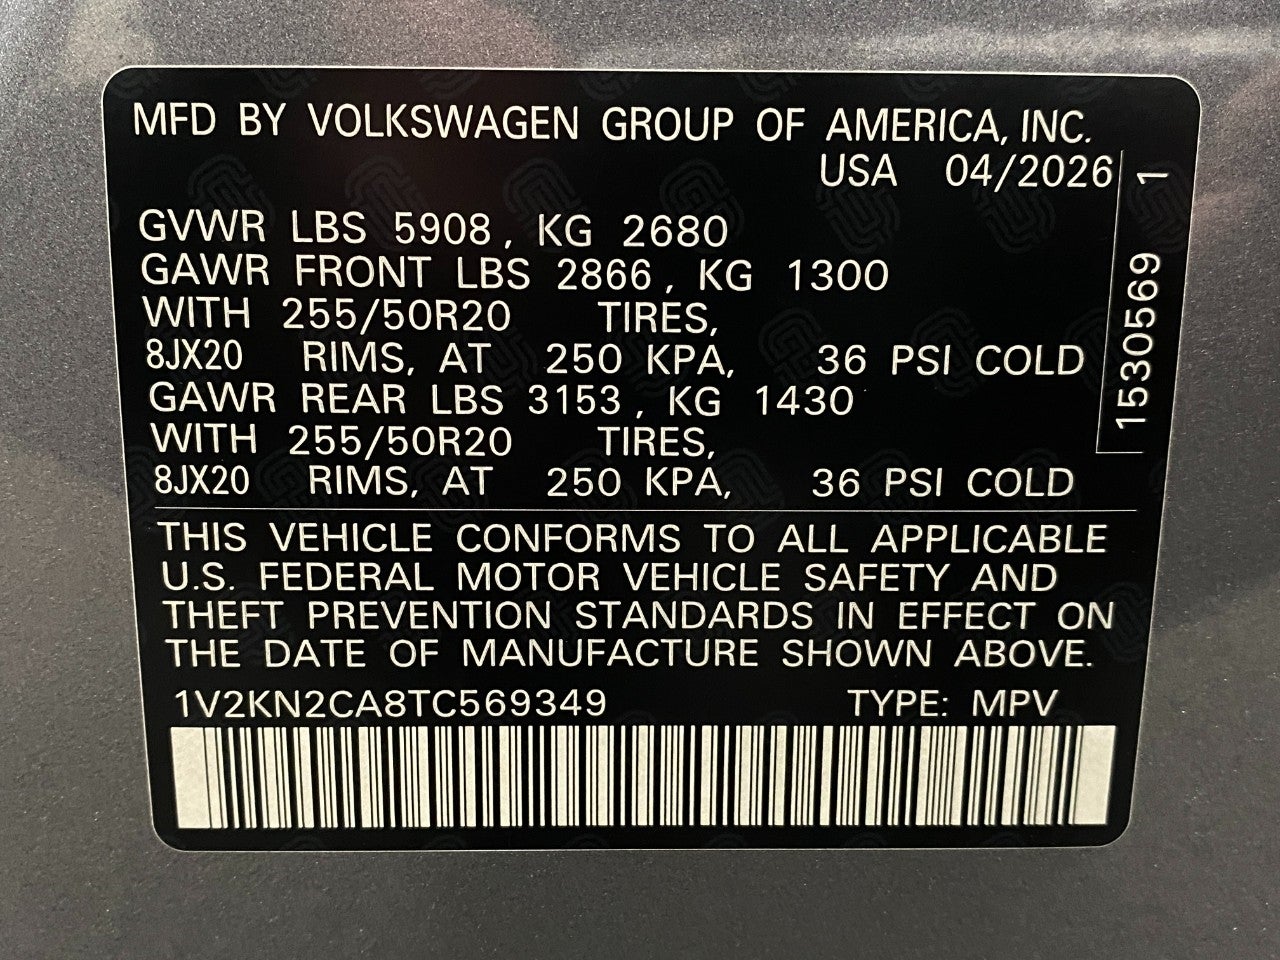 MFD BY VOLKSWAGEN GROUP OF AMERICA, INC.
USA 04/2026
GVWR LBS 5908, KG 2680
GAWR FRONT LBS 2866, KG 1300
WITH 255/50R20 TIRES,
8JX20 RIMS, AT 250 KPA, 36 PSI COLD
GAWR REAR LBS 3153, KG 1430
WITH 255/50R20 TIRES,
8JX20 RIMS, AT 250 KPA, 36 PSI COLD
THIS VEHICLE CONFORMS TO ALL APPLICABLE
U.S. FEDERAL MOTOR VEHICLE SAFETY AND
THEFT PREVENTION STANDARDS IN EFFECT ON
THE DATE OF MANUFACTURE SHOWN ABOVE.
1V2KN2CA8TC569349 TYPE: MPV
1530569 1